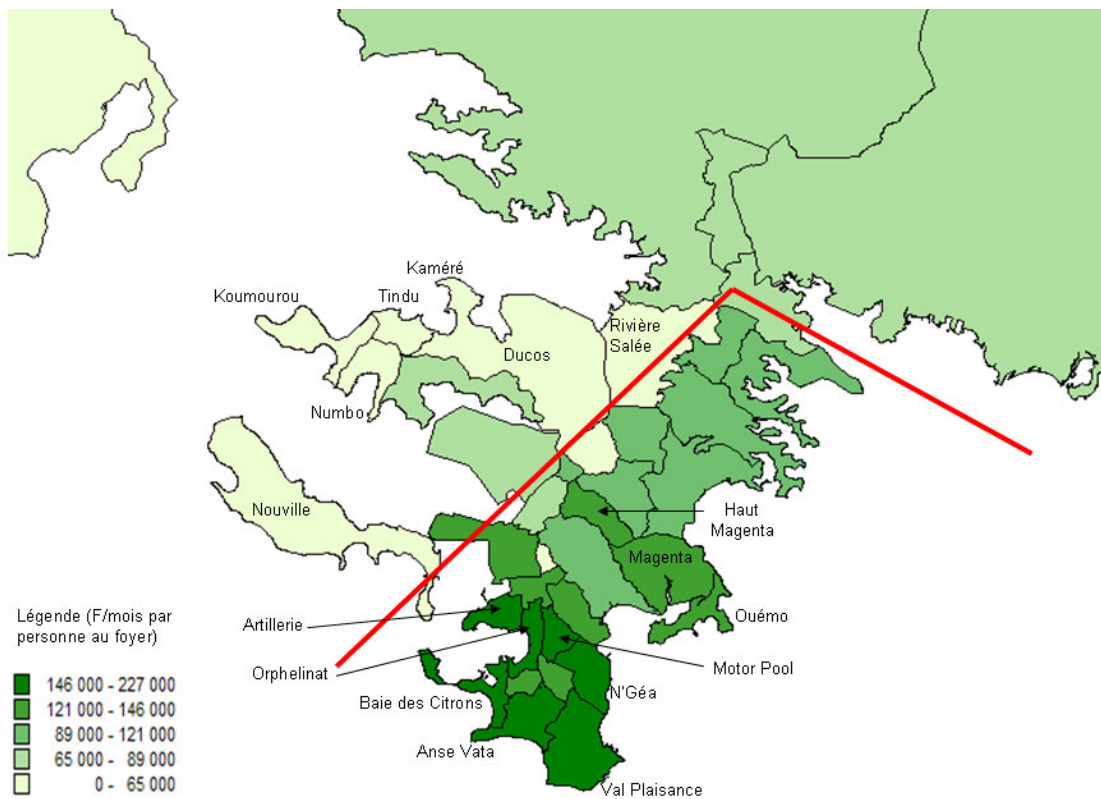 Kaméré
Koumourou
Tindu
Rivière
Salée
Ducos
Numbo
Nouville
Haut
Magenta
Magenta
Légende (F/mois par
personne au foyer)
Artillerie
Ouémo
Orphelinat
Motor Pool
146 000 - 227 000
121 000 - 146 000
89 000 - 121 000
65 000 - 89 000
0 - 65 000
N'Géa
Baie des Citrons
Anse Vata
Val Plaisance